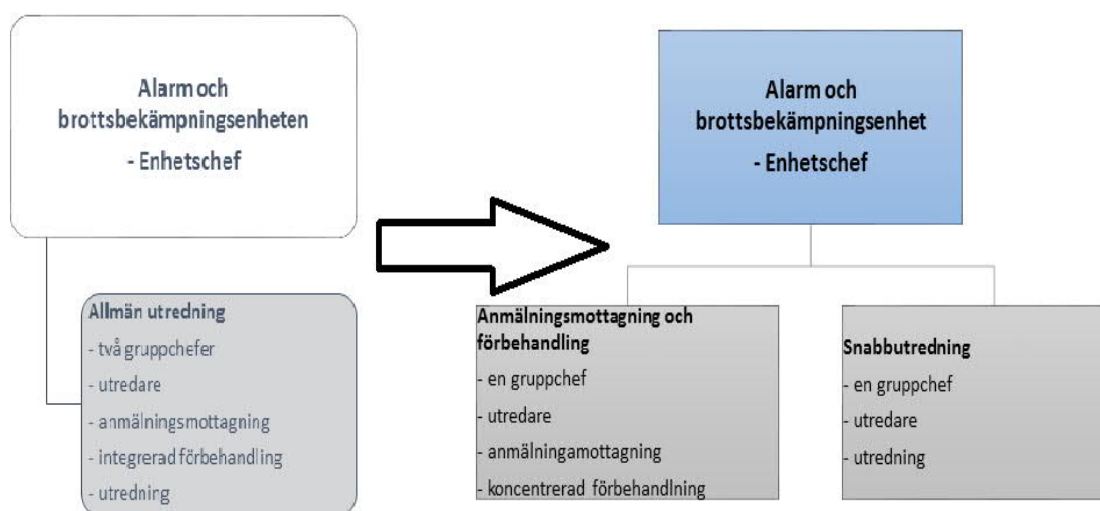 Alarm och
brottsbekämpningsenheten
- Enhetschef
Allmän utredning
- två gruppchefer
- utredare
- anmälningsmottagning
- integrerad förbehandling
- utredning
Alarm och
brottsbekämpningsenhet
- Enhetschef
Anmälningsmottagning och
förbehandling
- en gruppchef
- utredare
- anmälningamottagning
- koncentrerad förbehandlning
Snabbutredning
- en gruppchef
- utredare
- utredning